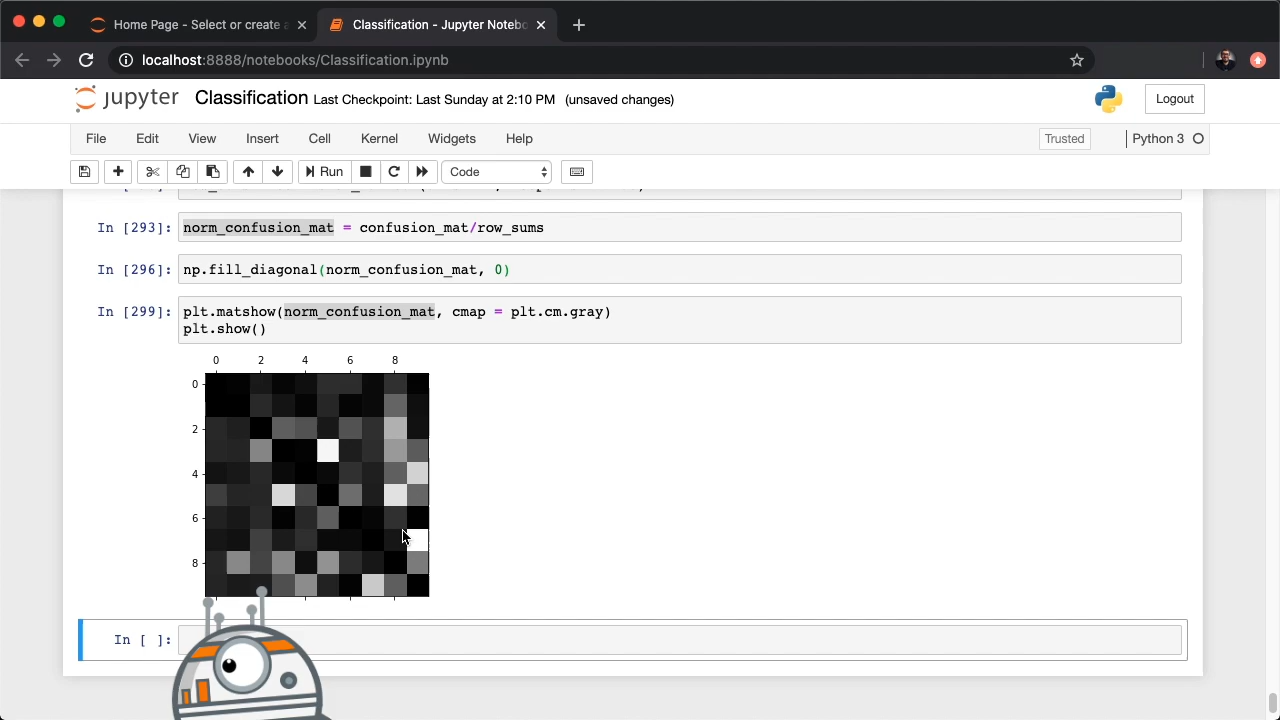 Home Page - Select or create a
Classification - Jupyter Notebo
localhost:8888/notebooks/Classification.ipynb
jupyter Classification Last Checkpoint: Last Sunday at 2:10 PM (unsaved changes)
Logout
File Edit View Insert Cell Kernel Widgets Help
Trusted
Python 3
Run
Code
In [293]: norm_confusion_mat = confusion_mat/row_sums
In [296]: np.fill_diagonal(norm_confusion_mat, 0)
In [299]: plt.matshow(norm_confusion_mat, cmap = plt.cm.gray)
plt.show()
0 2 4 6 8
0
2
4
6
8
In [ ]: